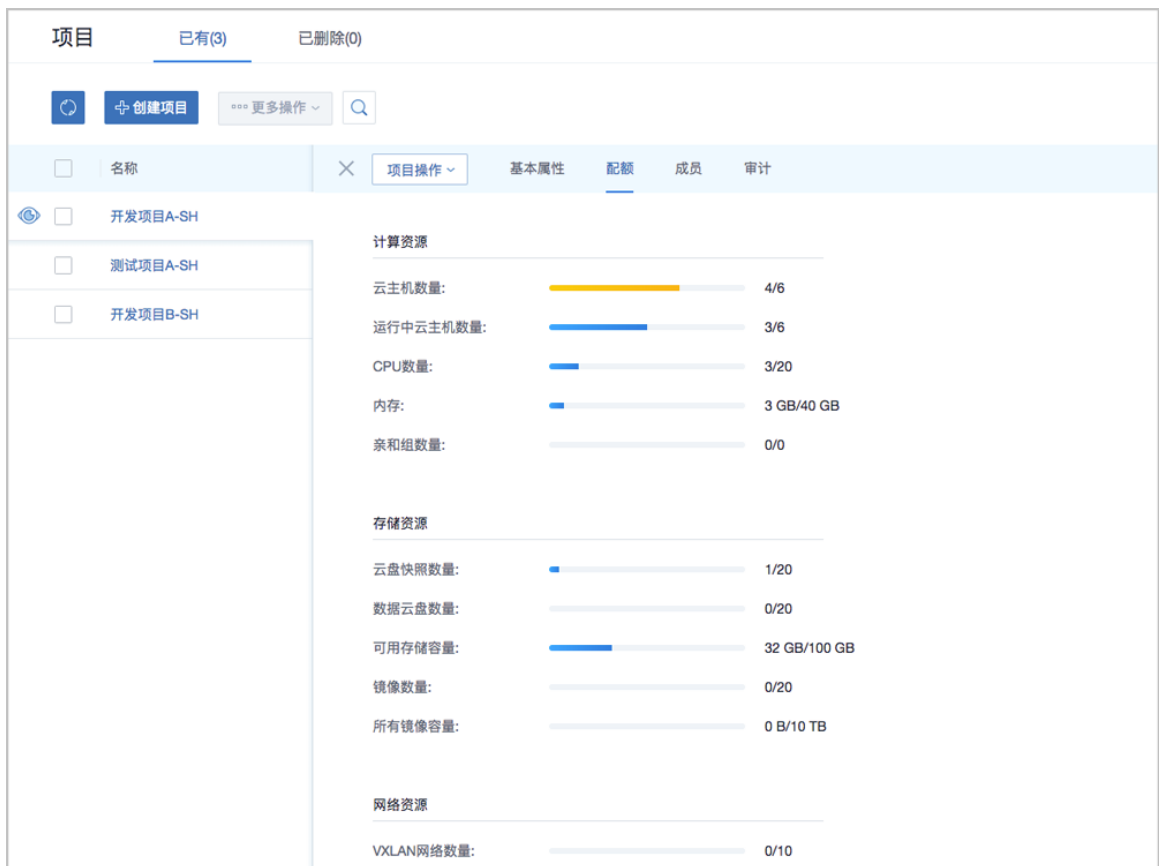 项目 已有(3) 已删除(0)
创建项目 更多操作
名称 项目操作 基本属性 配额 成员 审计
开发项目A-SH
测试项目A-SH
开发项目B-SH
计算资源
云主机数量: 4/6
运行中云主机数量: 3/6
CPU数量: 3/20
内存: 3 GB/40 GB
亲和组数量: 0/0
存储资源
云盘快照数量: 1/20
数据云盘数量: 0/20
可用存储容量: 32 GB/100 GB
镜像数量: 0/20
所有镜像容量: 0 B/10 TB
网络资源
VXLAN网络数量: 0/10